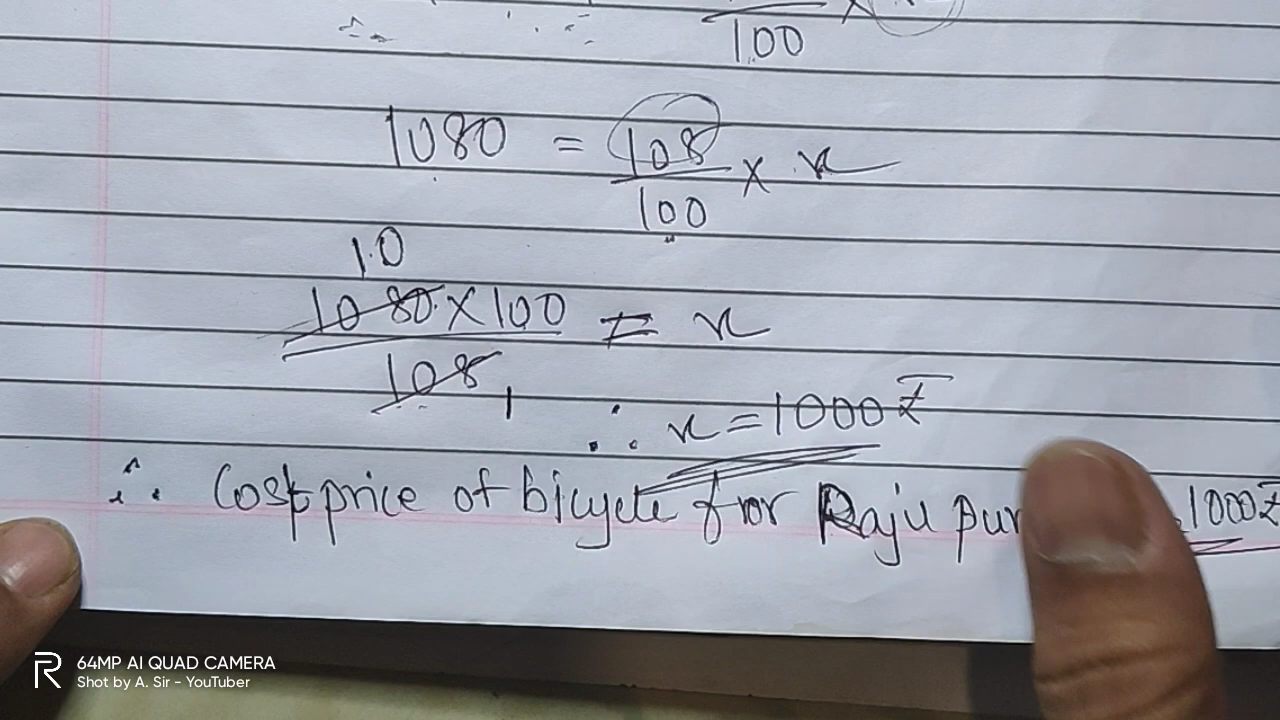 100
1080 = 108/100 × x
10
1080 × 100 / 108 = x
1
∴ x = 1000 ₹
∴ Cost price of bicycle for Raju 1000 ₹
64MP AI QUAD CAMERA
Shot by A. Sir - YouTuber